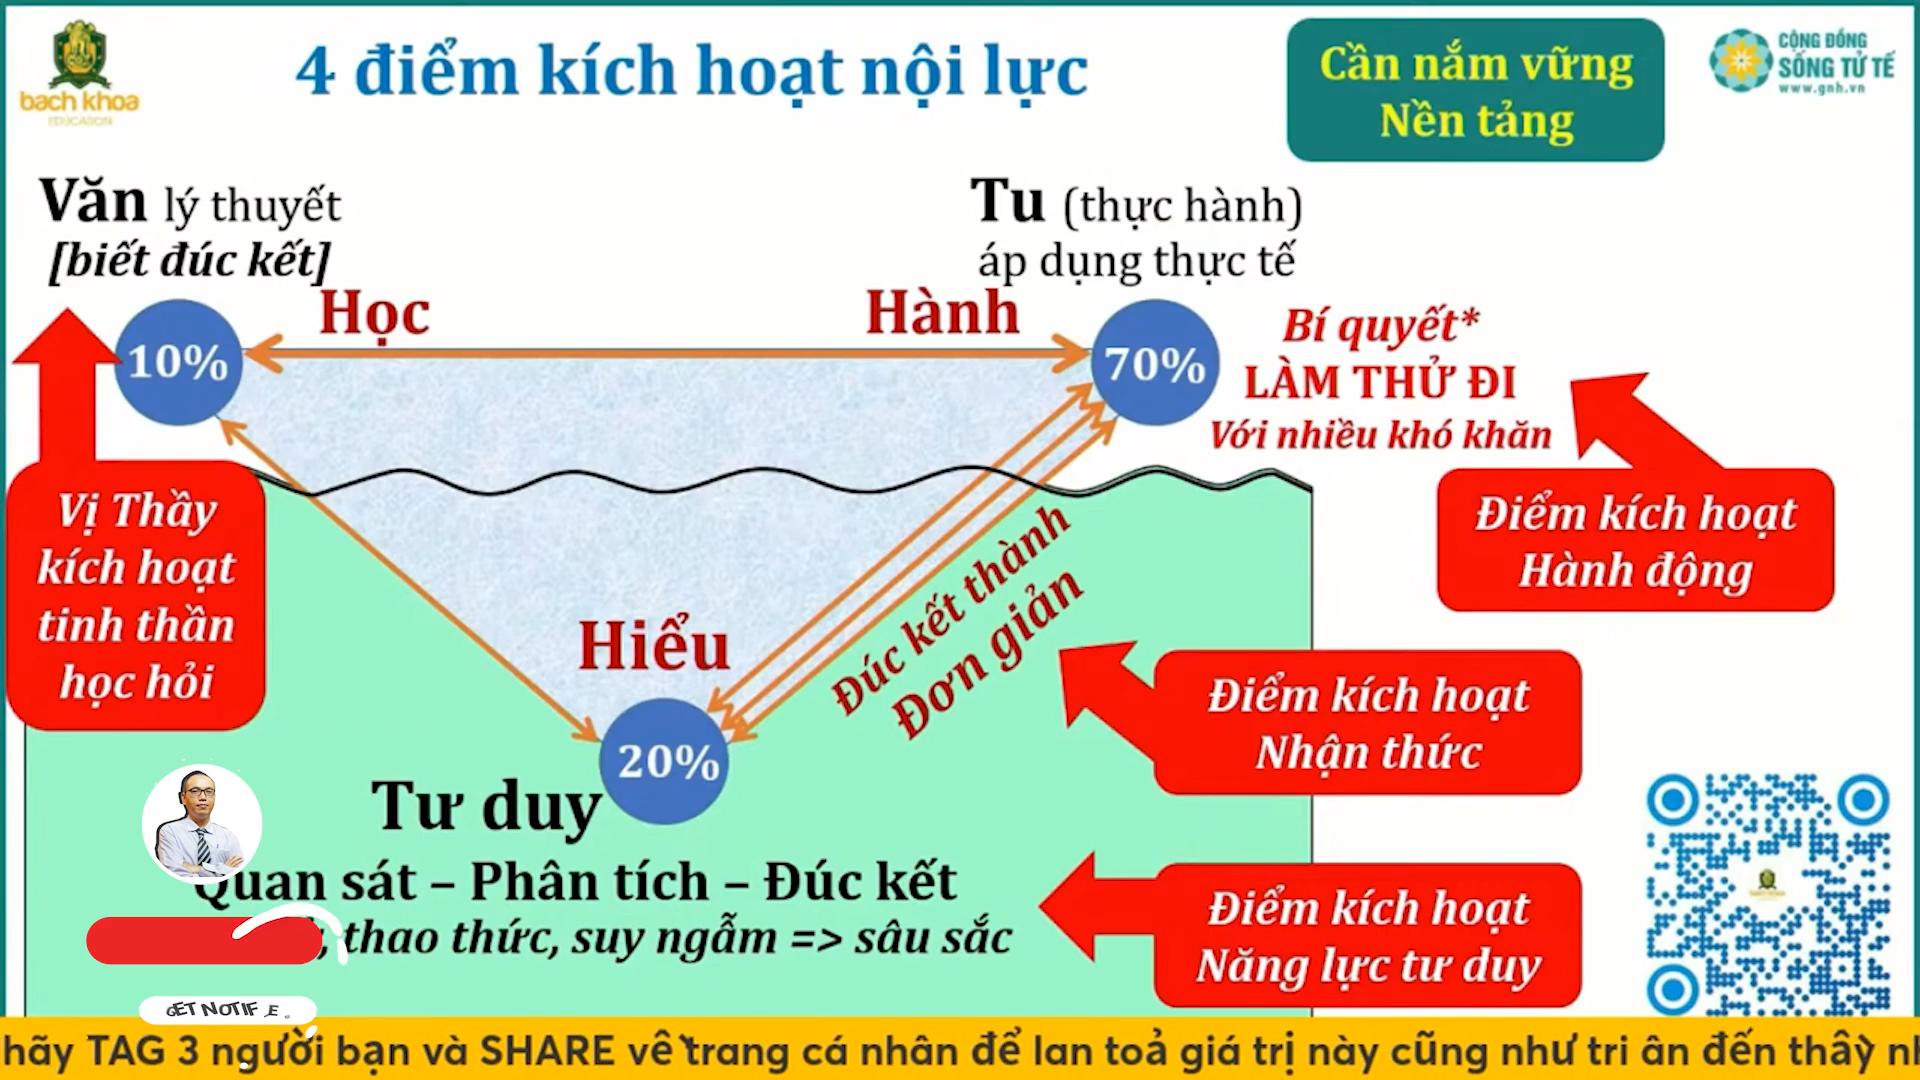 bach khoa
EDUCATION
4 điểm kích hoạt nội lực
Cần nắm vững
Nền tảng
CỘNG ĐỒNG
SỐNG TỬ TẾ
www.gnh.vn
Văn lý thuyết
[biết đúc kết]
Tu (thực hành)
áp dụng thực tế
Học
Hành
10%
70%
Bí quyết*
LÀM THỬ ĐI
Với nhiều khó khăn
Vị Thầy
kích hoạt
tinh thần
học hỏi
Điểm kích hoạt
Hành động
Hiểu
Đúc kết thành
Đơn giản
Điểm kích hoạt
Nhận thức
20%
Tư duy
Quan sát – Phân tích – Đúc kết
thao thức, suy ngẫm => sâu sắc
Điểm kích hoạt
Năng lực tư duy
GET NOTIF
hãy TAG 3 người bạn và SHARE về trang cá nhân để lan toả giá trị này cũng như tri ân đến thầy